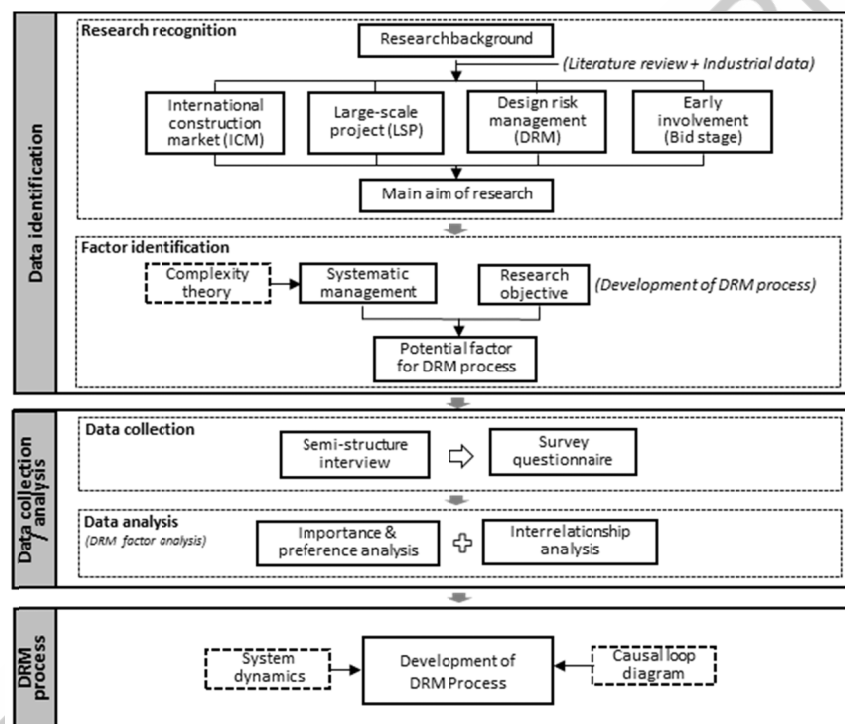 Data identification
Research recognition
Researchbackground
(Literature review + Industrial data)
International
construction
market (ICM)
Large-scale
project (LSP)
Design risk
management
(DRM)
Early
involvement
(Bid stage)
Main aim of research
Factor identification
Complexity
theory
Systematic
management
Research
objective
(Development of DRM process)
Potential factor
for DRM process
Data collection
/ analysis
Data collection
Semi-structure
interview
Survey
questionnaire
Data analysis
(DRM factor analysis)
Importance &
preference analysis
Interrelationship
analysis
DRM
process
System
dynamics
Development of
DRM Process
Causal loop
diagram